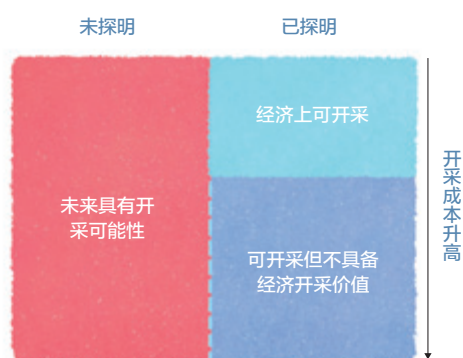 未探明
已探明
经济上可开采
未来具有开
采可能性
可开采但不具备
经济开采价值
开采成本升高